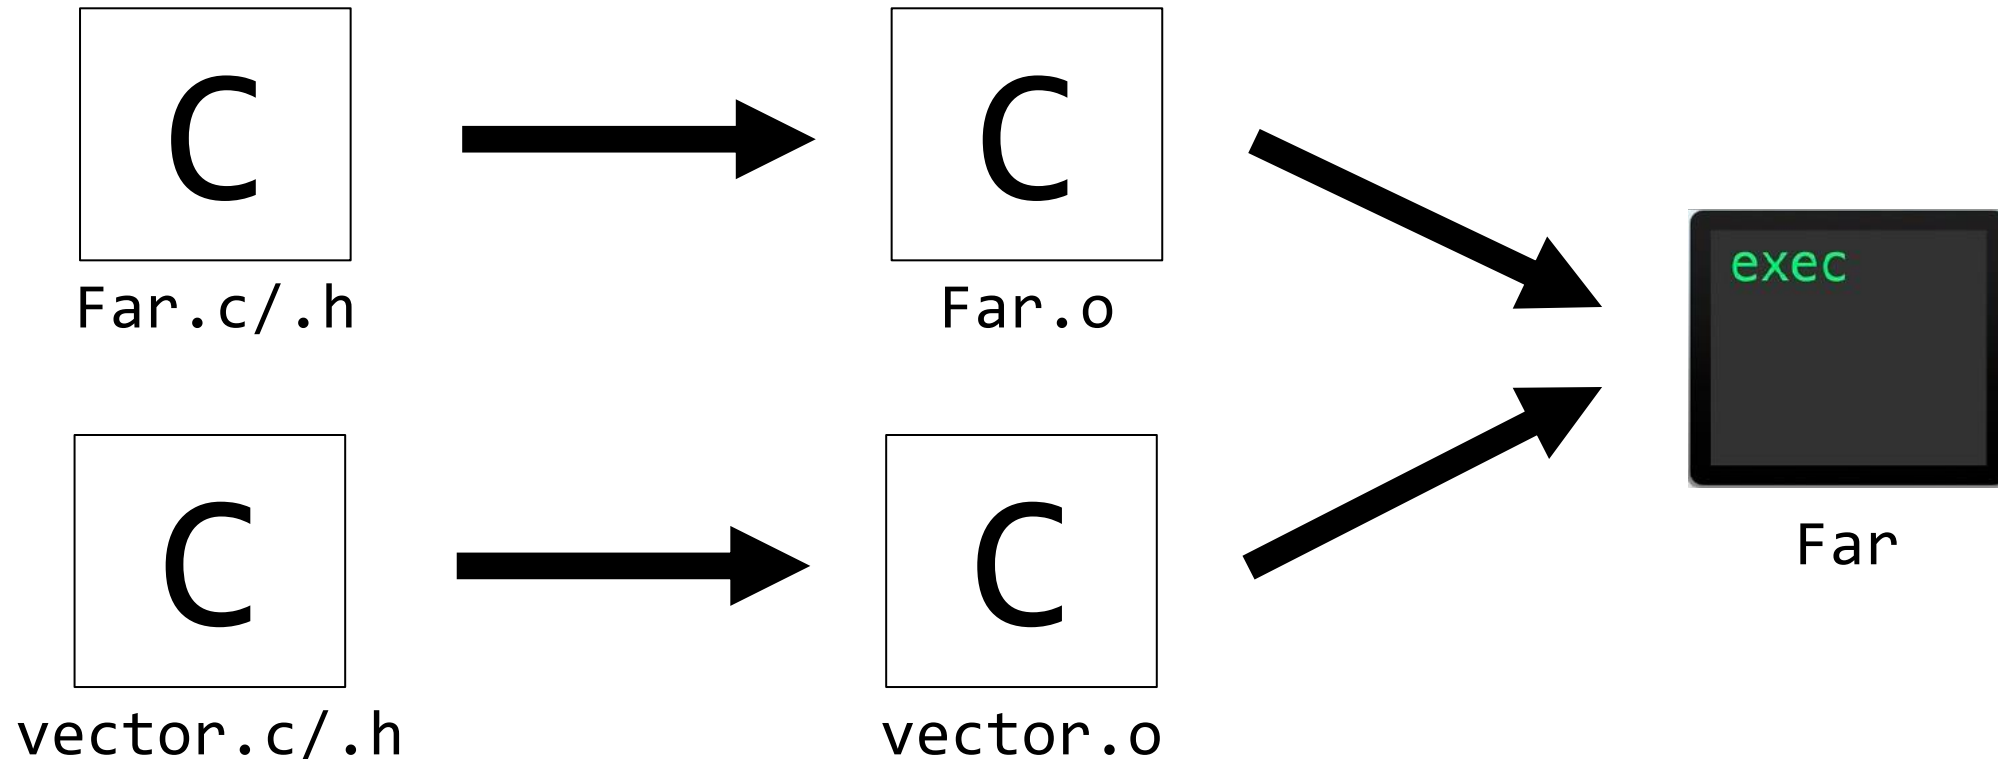 C
Far.c/.h
C
Far.o
exec
Far
C
vector.c/.h
C
vector.o